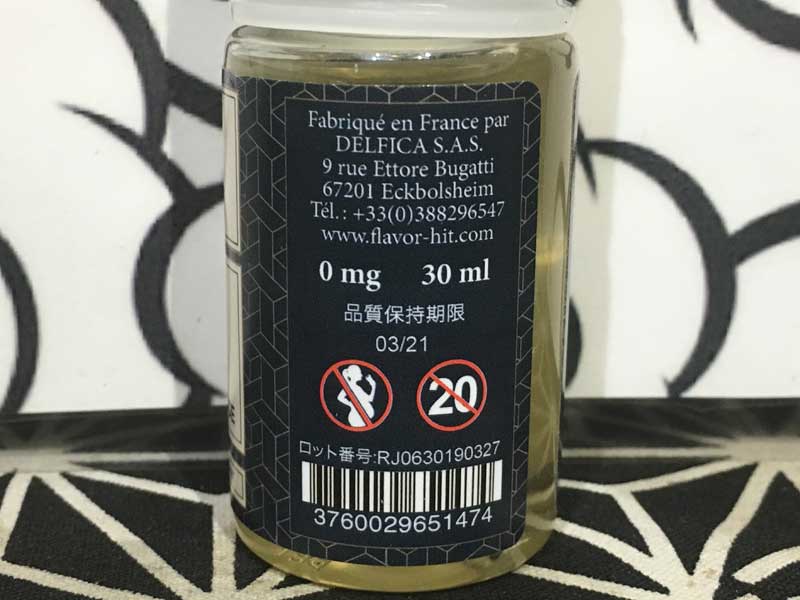 Fabriqué en France par
DELFICA S.A.S.
9 rue Ettore Bugatti
67201 Eckbolsheim
Tél.: +33(0)388296547
www.flavor-hit.com
0 mg 30 ml
品質保持期限
03/21
20
ロット番号:RJ0630190327
3760029651474